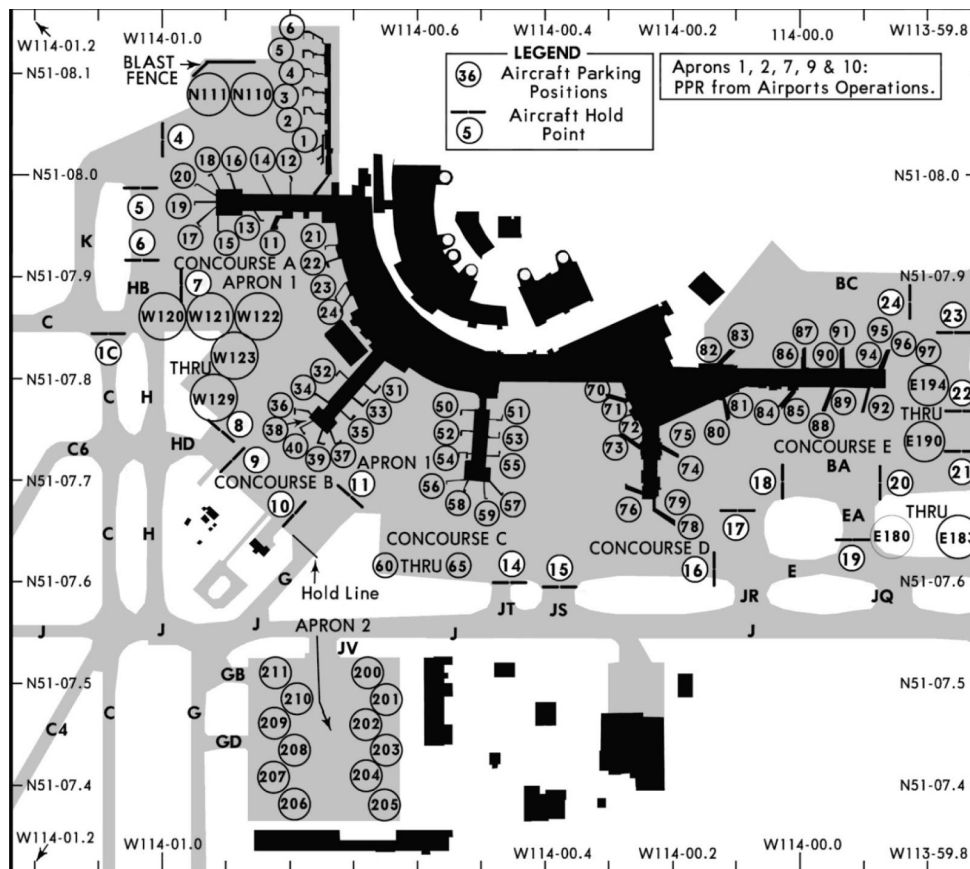 W114-01.2
W114-01.0
6
W114-00.6
W114-00.4
W114-00.2
114-00.0
W113-59.8
N51-08.1
BLAST
FENCE
5
4
3
2
1
N111
N110
LEGEND
36 Aircraft Parking
Positions
5 Aircraft Hold
Point
Aprons 1, 2, 7, 9 & 10:
PPR from Airports Operations.
4
18
16
14
12
N51-08.0
N51-08.0
20
19
17
15
13
11
5
6
K
21
22
23
24
CONCOURSE A
APRON 1
N51-07.9
N51-07.9
HB
7
BC
24
23
C
W120
W121
W122
1C
W123
THRU
W129
82
83
87
91
95
96
86
90
94
97
N51-07.8
N51-07.8
C
H
32
34
36
38
40
39
37
35
33
31
8
9
50
52
54
56
58
59
57
55
53
51
70
71
72
73
75
74
76
79
78
80
81
84
85
88
89
92
E194
THRU
E190
22
21
C6
HD
APRON 1
CONCOURSE E
BA
N51-07.7
N51-07.7
CONCOURSE B
10
11
18
20
17
EA
THRU
E180
E183
C
H
CONCOURSE C
CONCOURSE D
16
19
60 THRU 65
14
15
E
N51-07.6
N51-07.6
G
Hold Line
JT
JS
JR
JQ
J
J
J
J
J
APRON 2
JV
N51-07.5
N51-07.5
GB
211
210
209
208
207
206
200
201
202
203
204
205
C4
C
G
GD
N51-07.4
N51-07.4
W114-01.2
W114-01.0
W114-00.4
W114-00.2
W114-00.0
W113-59.8